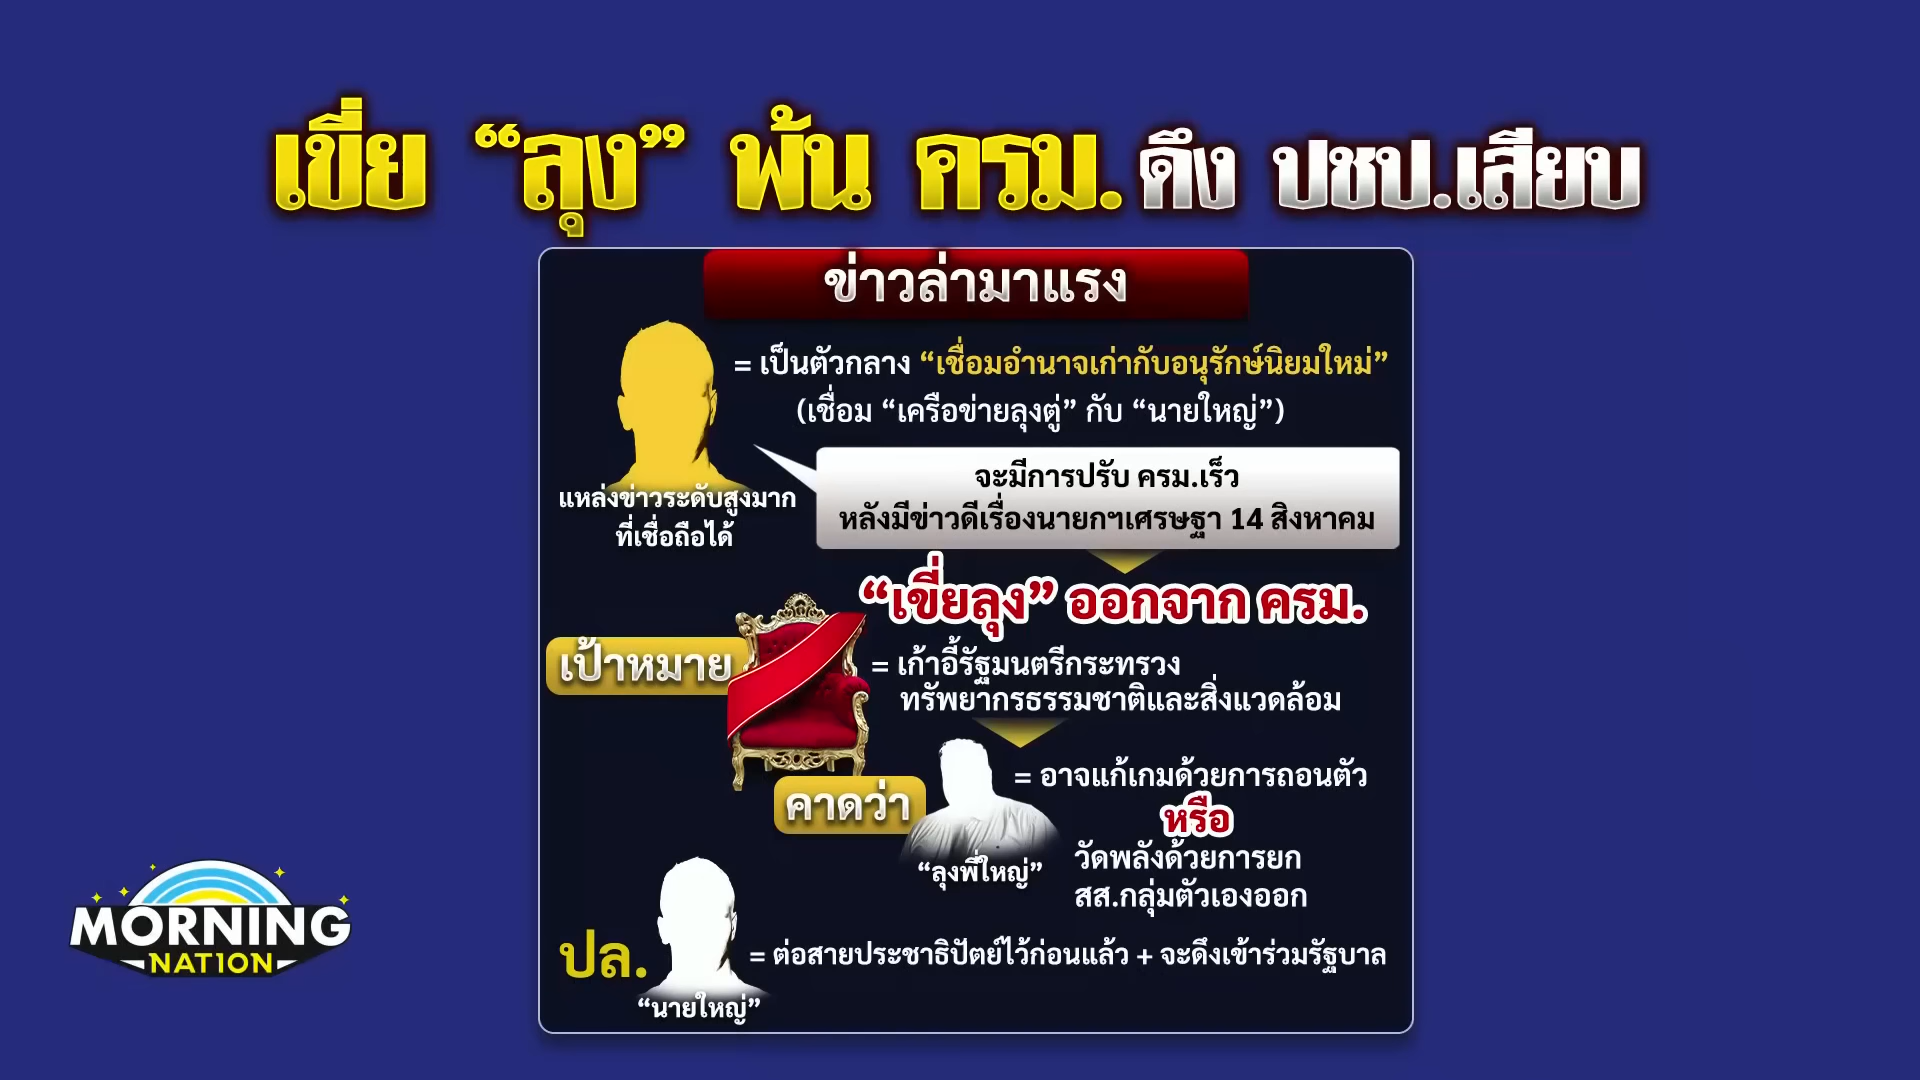 เขี่ย “ลุง” พ้น ครม. ดึง ปชป.เสียบ
ข่าวล่ามาแรง
= เป็นตัวกลาง “เชื่อมอำนาจเก่ากับอนุรักษ์นิยมใหม่”
(เชื่อม “เครือข่ายลุงตู่” กับ “นายใหญ่”)
แหล่งข่าวระดับสูงมาก
ที่เชื่อถือได้
จะมีการปรับ ครม.เร็ว
หลังมีข่าวดีเรื่องนายกฯเศรษฐา 14 สิงหาคม
“เขี่ยลุง” ออกจาก ครม.
เป้าหมาย
= เก้าอี้รัฐมนตรีกระทรวง
ทรัพยากรธรรมชาติและสิ่งแวดล้อม
คาดว่า
“ลุงพี่ใหญ่”
= อาจแก้เกมด้วยการถอนตัว
หรือ
วัดพลังด้วยการยก
สส.กลุ่มตัวเองออก
ปล.
“นายใหญ่”
= ต่อสายประชาธิปัตย์ไว้ก่อนแล้ว + จะดึงเข้าร่วมรัฐบาล
MORNING
NATION